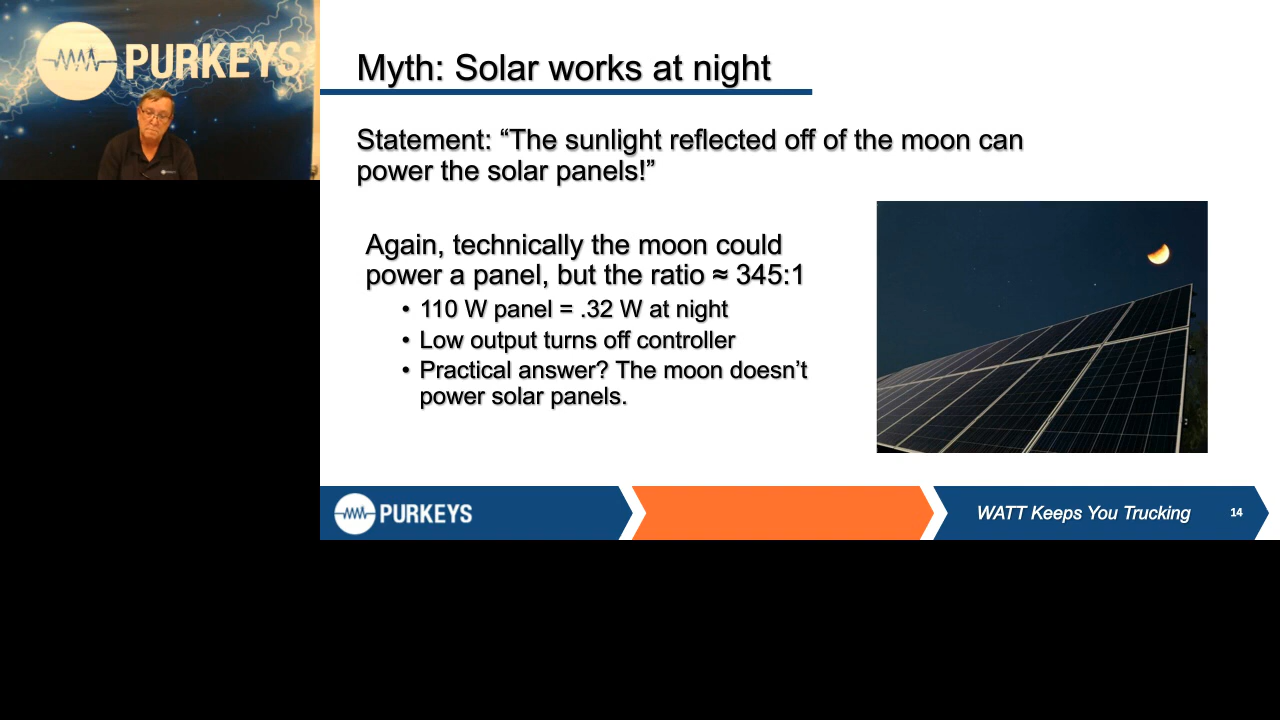 PURKEYS
Myth: Solar works at night
Statement: “The sunlight reflected off of the moon can
power the solar panels!”
Again, technically the moon could
power a panel, but the ratio ≈ 345:1
• 110 W panel = .32 W at night
• Low output turns off controller
• Practical answer? The moon doesn’t
power solar panels.
PURKEYS
WATT Keeps You Trucking
14